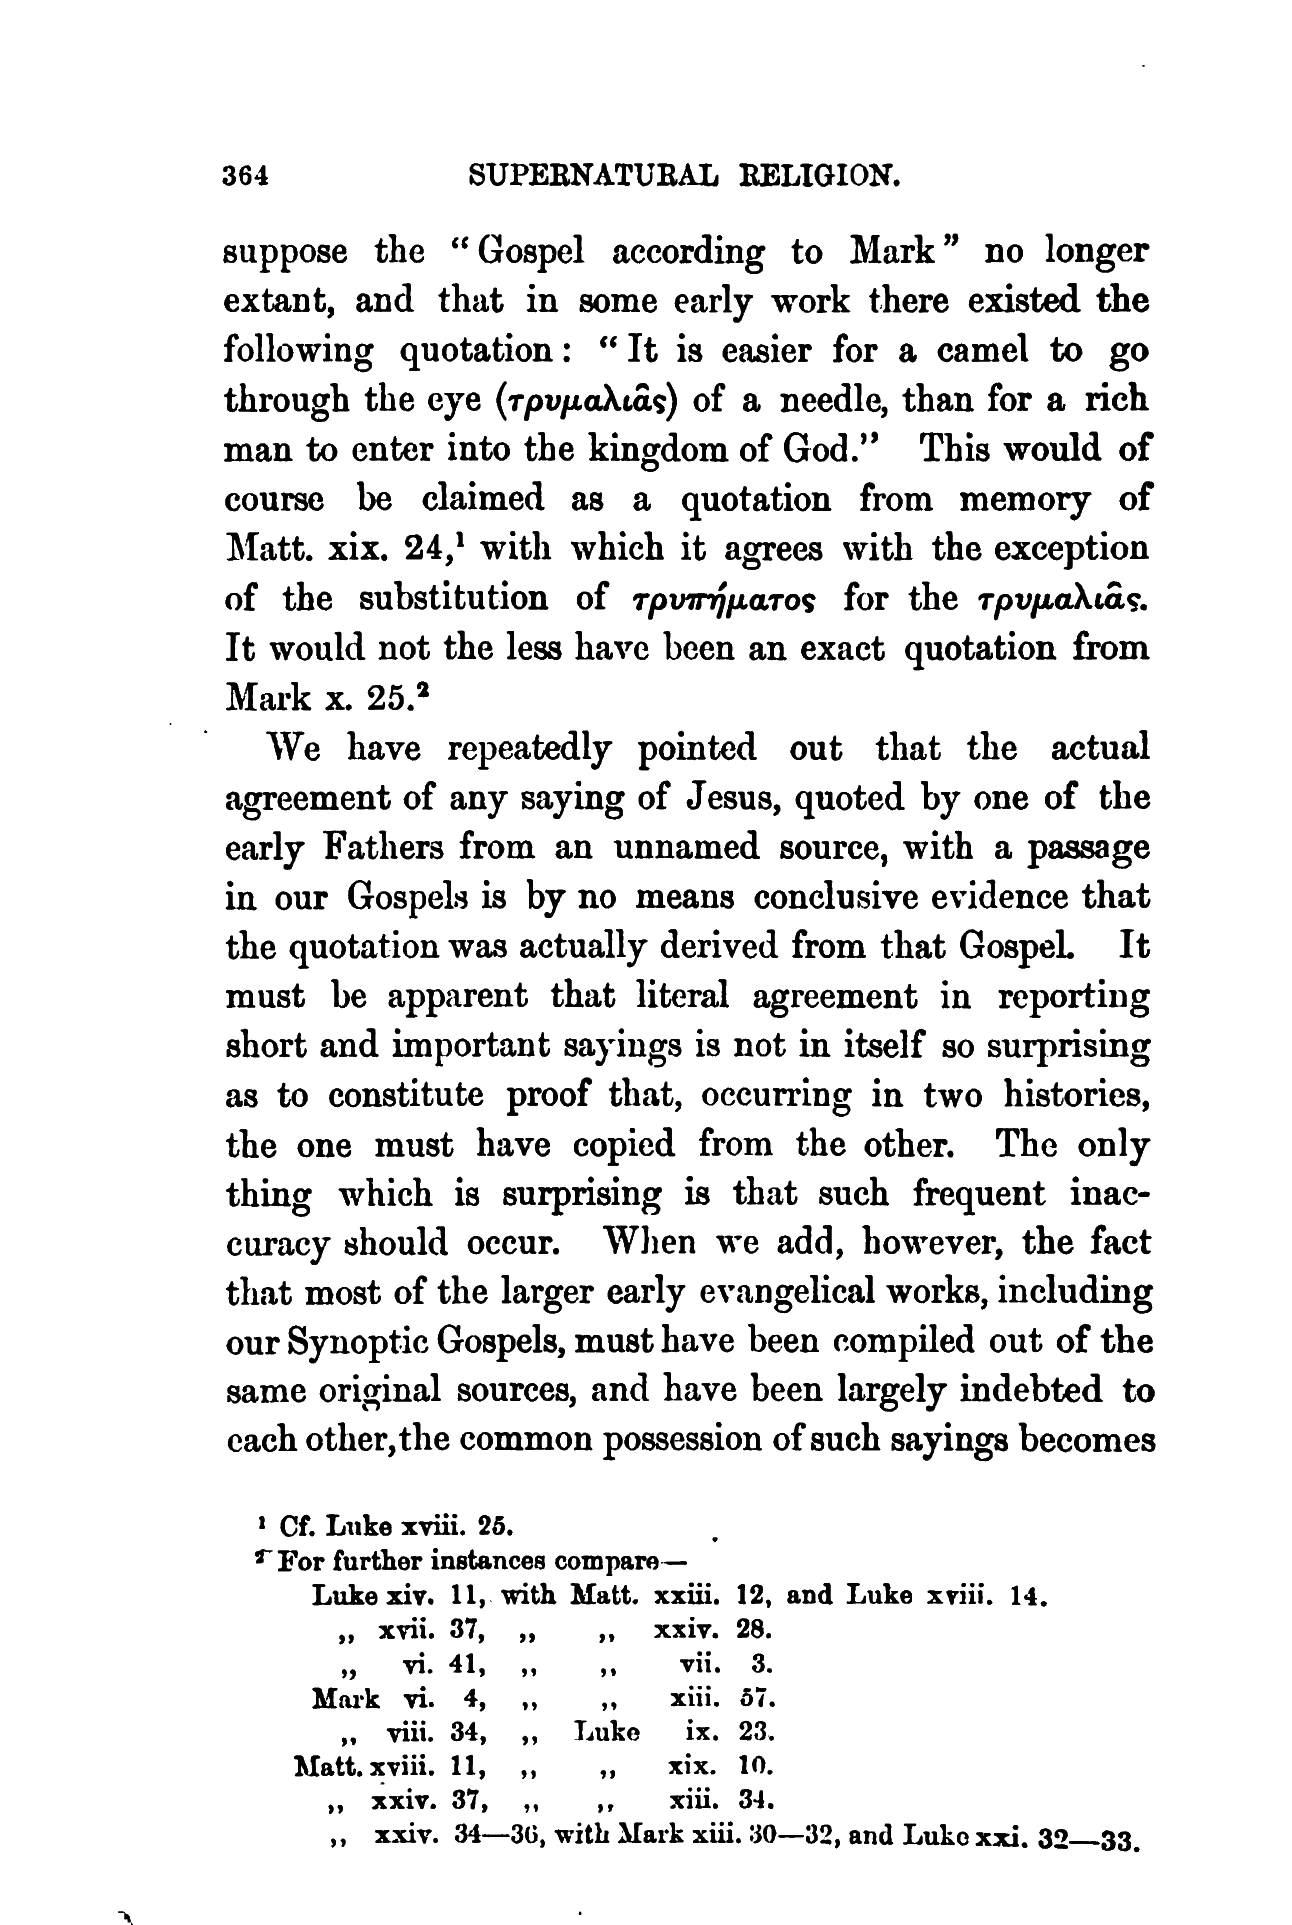 364 SUPERNATURAL RELIGION.
suppose the “Gospel according to Mark” no longer
extant, and that in some early work there existed the
following quotation: “It is easier for a camel to go
through the eye (τρυμαλιᾶς) of a needle, than for a rich
man to enter into the kingdom of God.” This would of
course be claimed as a quotation from memory of
Matt. xix. 24,¹ with which it agrees with the exception
of the substitution of τρυπήματος for the τρυμαλιᾶς.
It would not the less have been an exact quotation from
Mark x. 25.²
We have repeatedly pointed out that the actual
agreement of any saying of Jesus, quoted by one of the
early Fathers from an unnamed source, with a passage
in our Gospels is by no means conclusive evidence that
the quotation was actually derived from that Gospel. It
must be apparent that literal agreement in reporting
short and important sayings is not in itself so surprising
as to constitute proof that, occurring in two histories,
the one must have copied from the other. The only
thing which is surprising is that such frequent inac-
curacy should occur. When we add, however, the fact
that most of the larger early evangelical works, including
our Synoptic Gospels, must have been compiled out of the
same original sources, and have been largely indebted to
each other, the common possession of such sayings becomes
¹ Cf. Luke xviii. 25.
² For further instances compare—
Luke xiv. 11, with Matt. xxiii. 12, and Luke xviii. 14.
„ xvii. 37, „ „ xxiv. 28.
„ vi. 41, „ „ vii. 3.
Mark vi. 4, „ „ xiii. 57.
„ viii. 34, „ Luke ix. 23.
Matt. xviii. 11, „ „ xix. 10.
„ xxiv. 37, „ „ xiii. 34.
„ xxiv. 34—36, with Mark xiii. 30—32, and Luke xxi. 32—33.